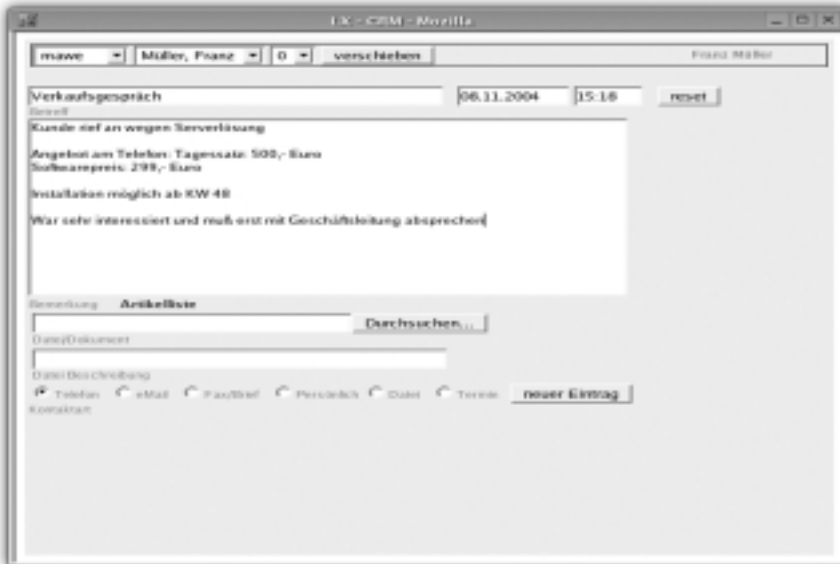 LX - CRM - Mozilla
mawe Müller, Franz 0 verschieben Franz Müller
Verkaufsgespräch 08.11.2004 15:18 reset
Betreff
Kunde rief an wegen Serverlösung
Angebot am Telefon: Tagessatz: 500,- Euro
Softwarepreis: 299,- Euro
Installation möglich ab KW 48
War sehr interessiert und muß erst mit Geschäftsleitung absprechen
Bemerkung Artikelliste
Durchsuchen...
Datei/Dokument
Datei Beschreibung
Telefon eMail Fax/Brief Persönlich Datei Termin neuer Eintrag
Kontaktart